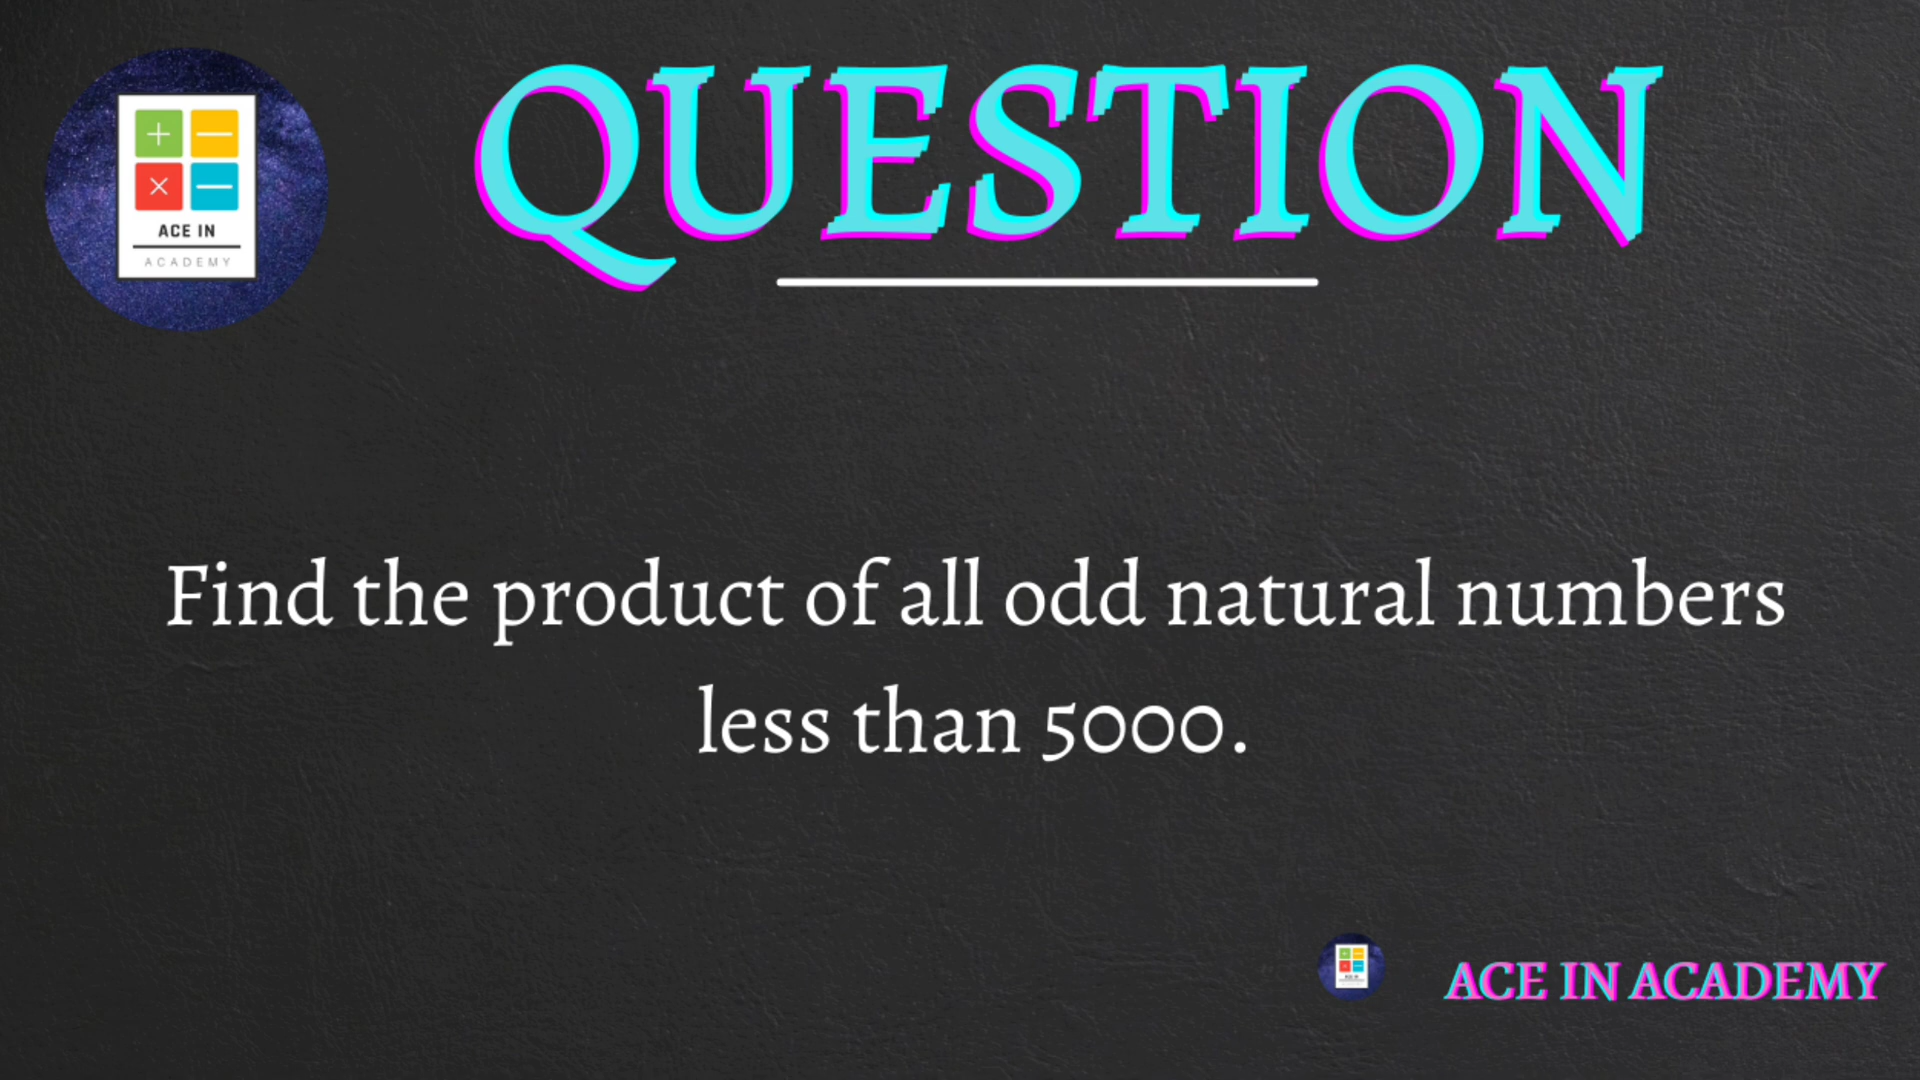 ACE IN
ACADEMY
QUESTION
Find the product of all odd natural numbers
less than 5000.
ACE IN ACADEMY